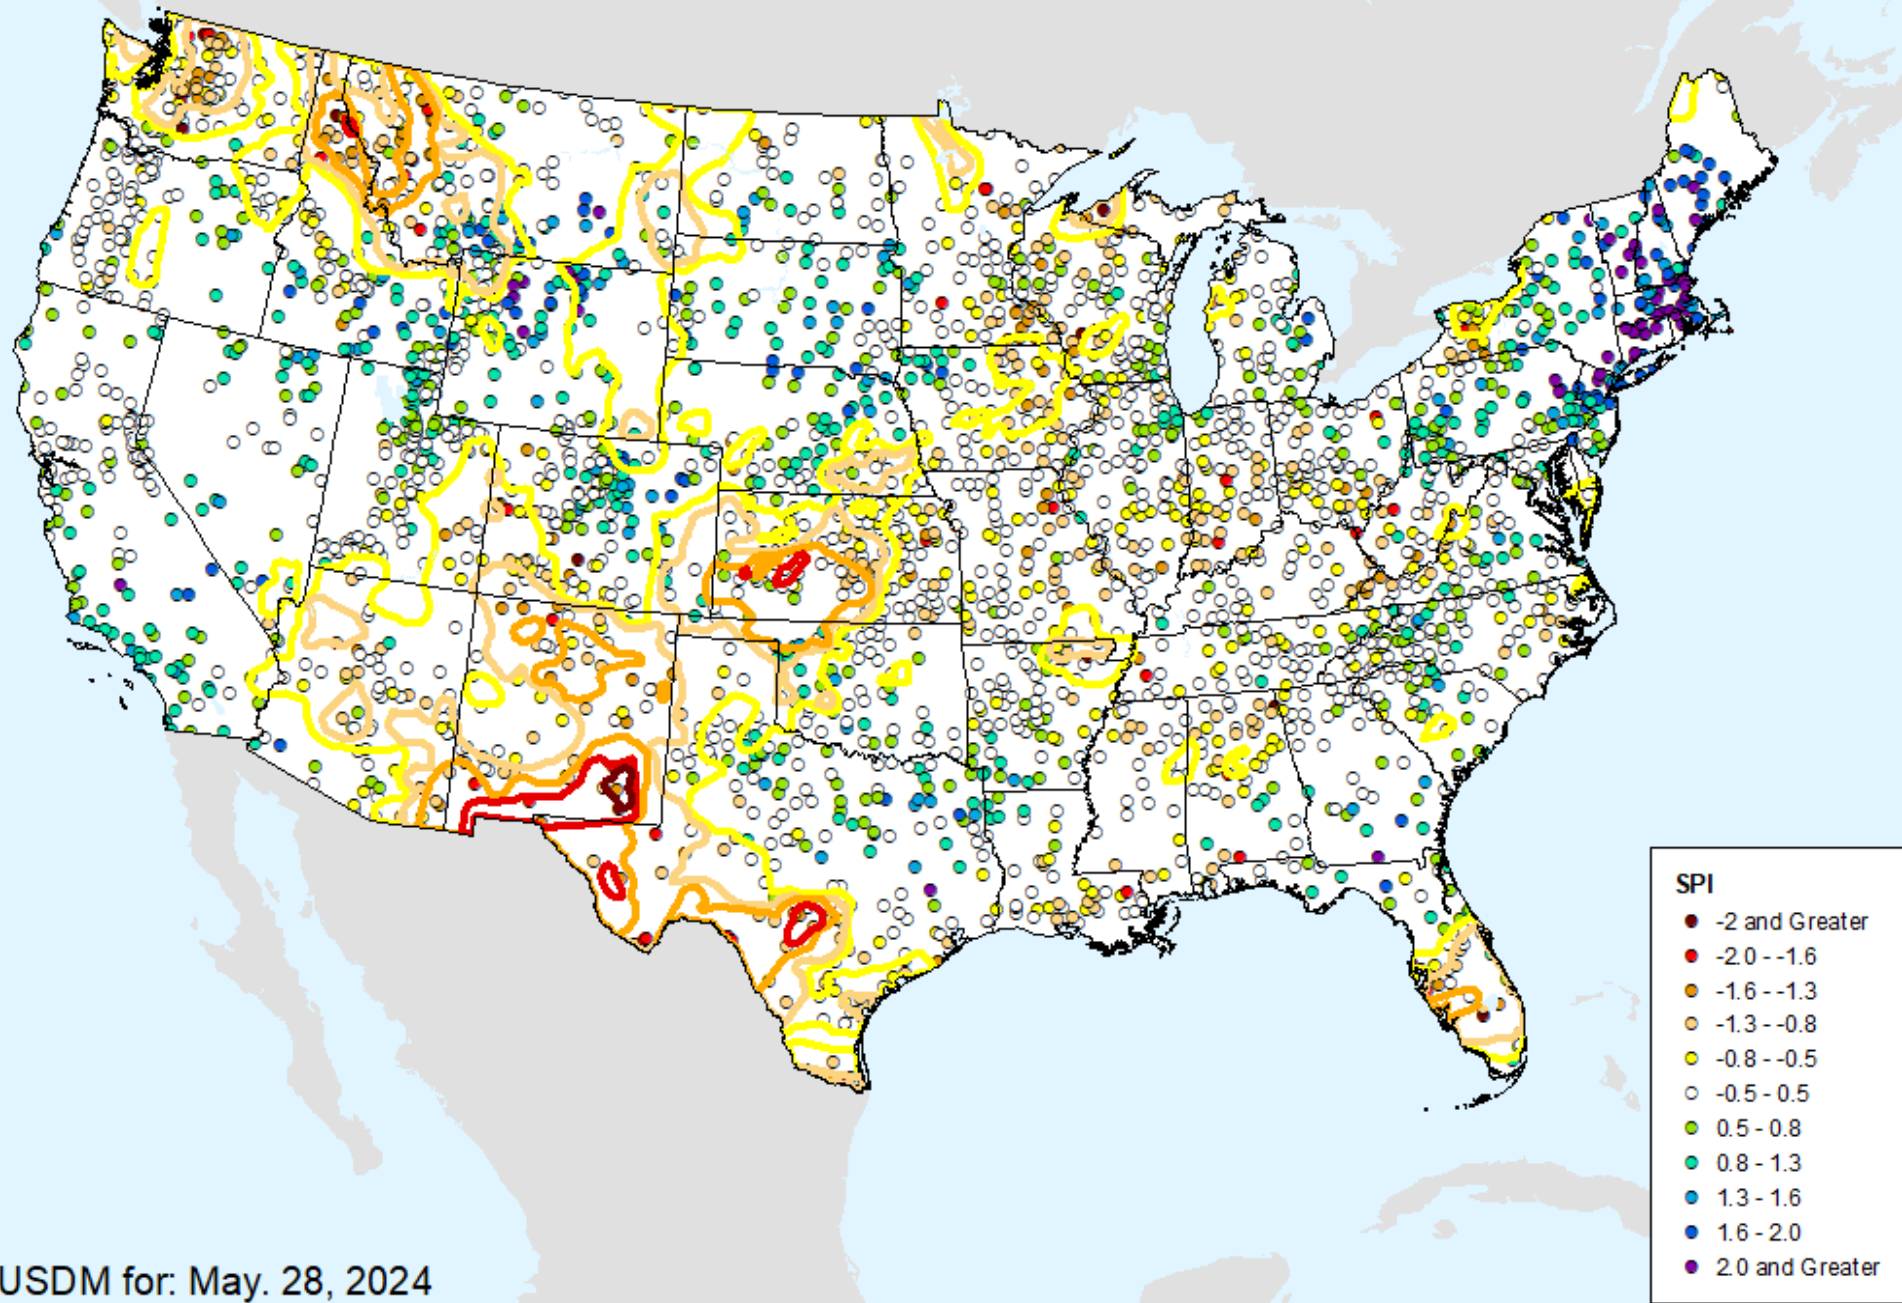 SPI
-2 and Greater
-2.0 - -1.6
-1.6 - -1.3
-1.3 - -0.8
-0.8 - -0.5
-0.5 - 0.5
0.5 - 0.8
0.8 - 1.3
1.3 - 1.6
1.6 - 2.0
2.0 and Greater
USDM for: May. 28, 2024